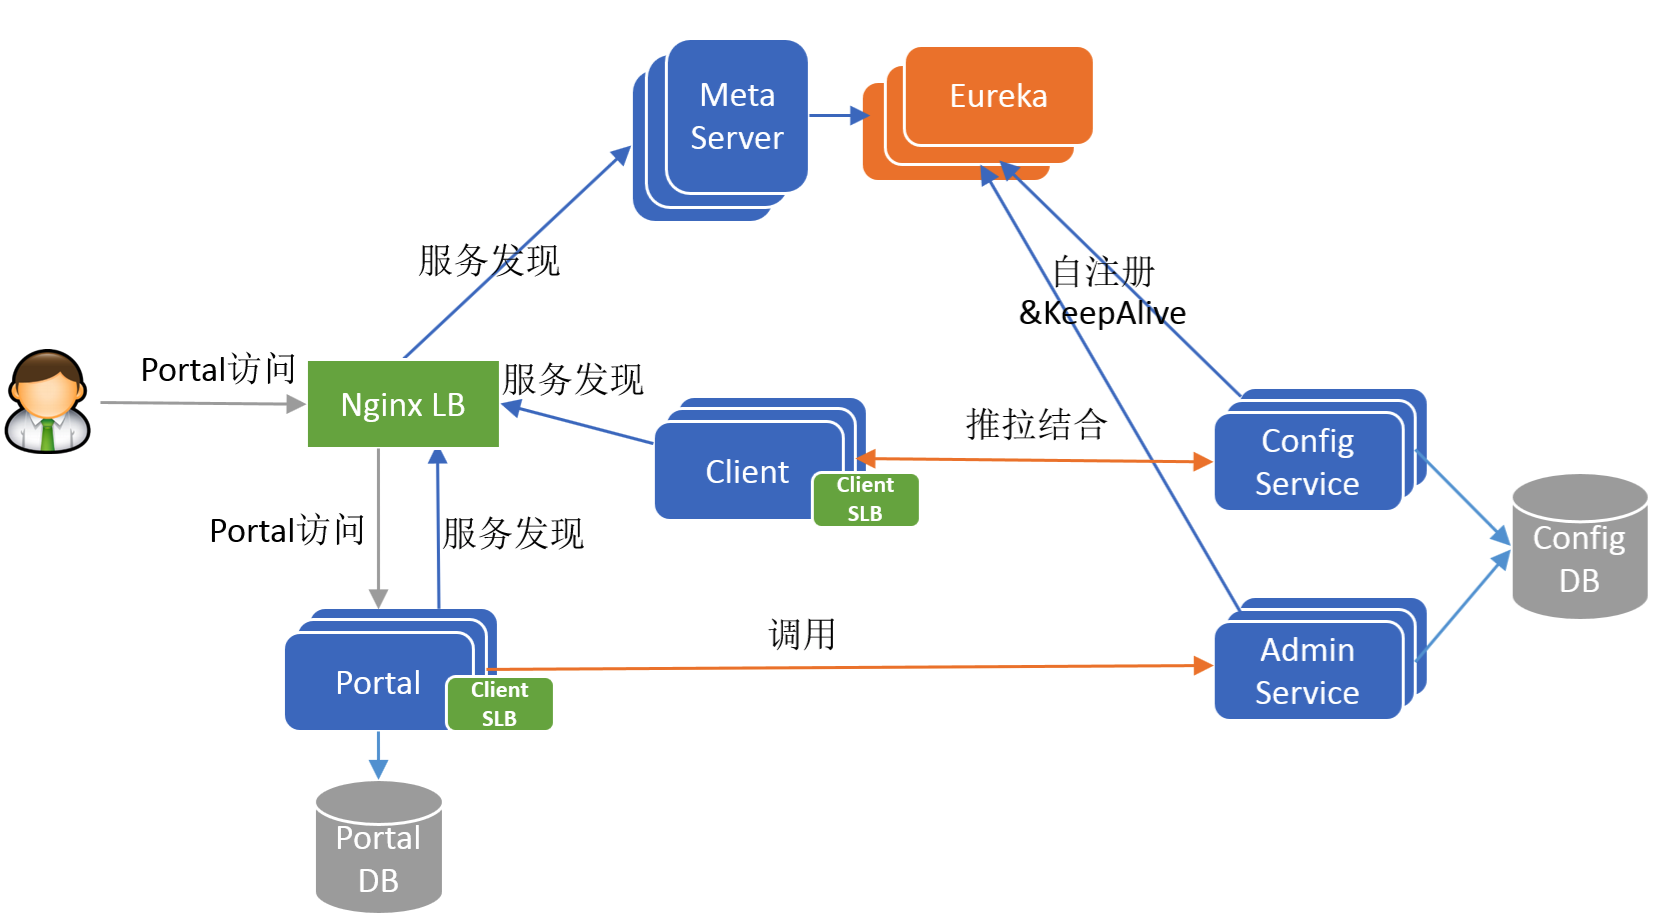 Meta
Server
Eureka
服务发现
自注册
&KeepAlive
Portal访问
Nginx LB
服务发现
推拉结合
Client
Client
SLB
Config
Service
Config
DB
Portal访问
服务发现
调用
Portal
Client
SLB
Admin
Service
Portal
DB